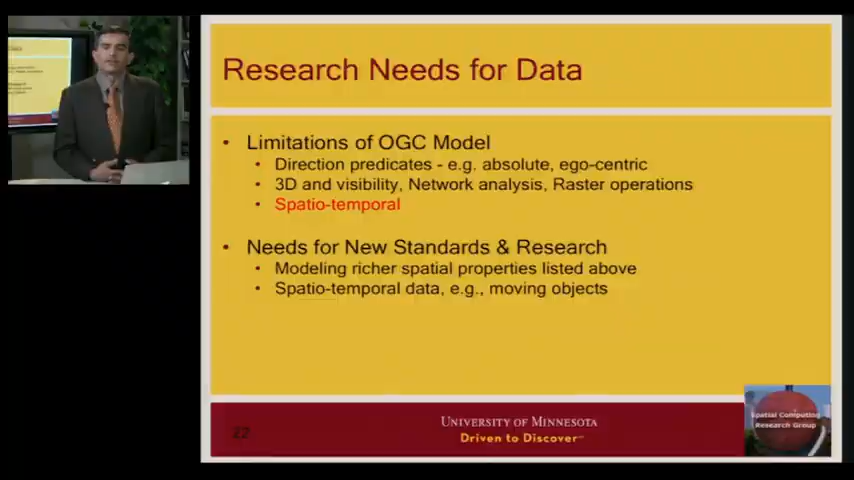 Research Needs for Data
• Limitations of OGC Model
• Direction predicates - e.g. absolute, ego-centric
• 3D and visibility, Network analysis, Raster operations
• Spatio-temporal
• Needs for New Standards & Research
• Modeling richer spatial properties listed above
• Spatio-temporal data, e.g., moving objects
22
UNIVERSITY OF MINNESOTA
Driven to Discover
Spatial Computing
Research Group